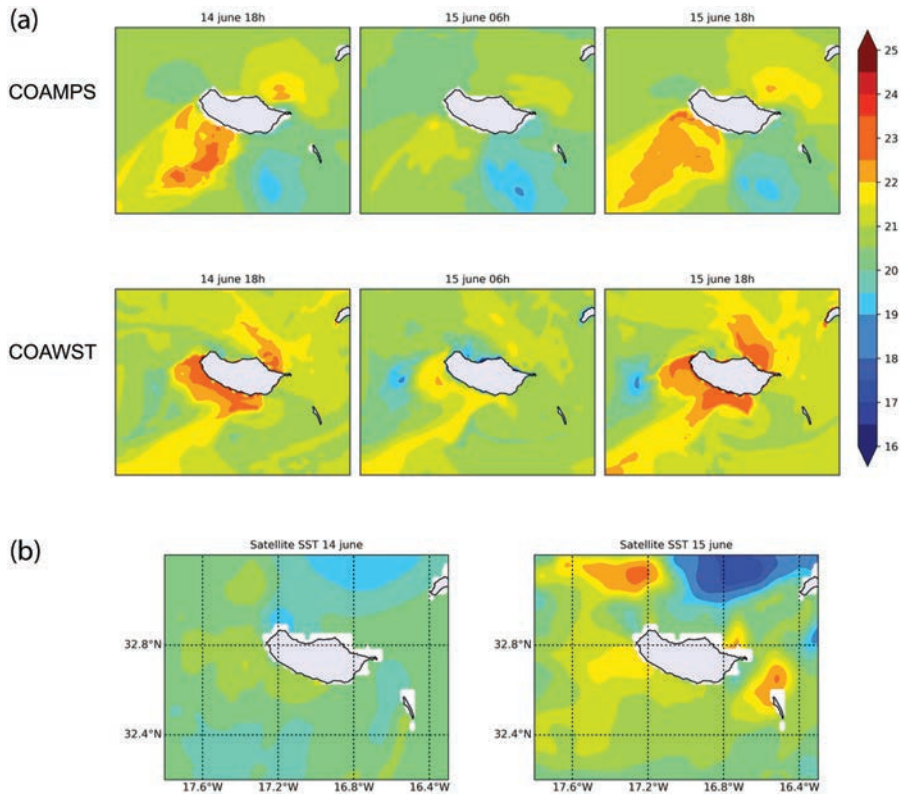 (a)
14 june 18h 15 june 06h 15 june 18h
COAMPS
25
24
23
22
21
20
19
18
17
16
14 june 18h 15 june 06h 15 june 18h
COAWST
(b)
Satellite SST 14 june Satellite SST 15 june
32.8°N 32.8°N
32.4°N 32.4°N
17.6°W 17.2°W 16.8°W 16.4°W 17.6°W 17.2°W 16.8°W 16.4°W